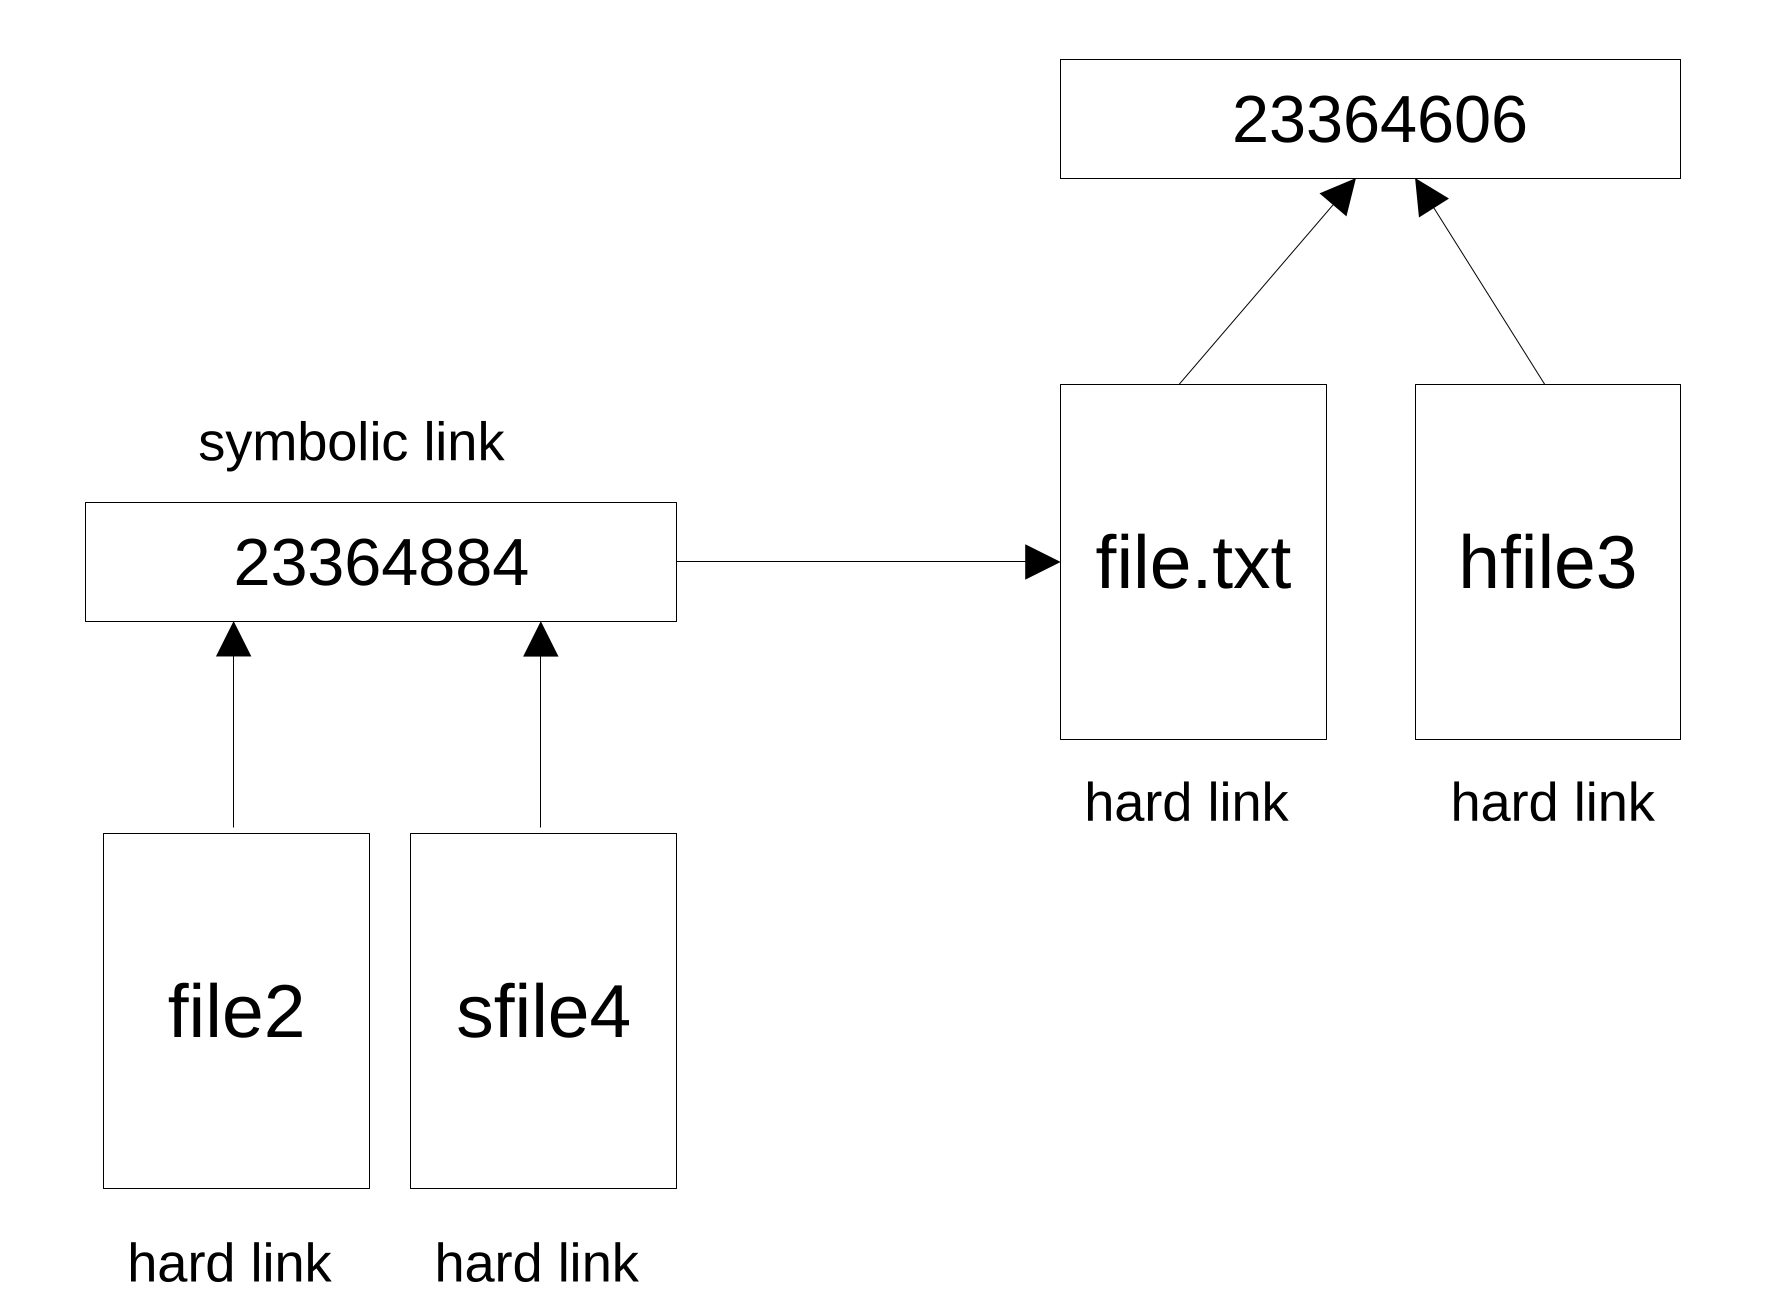 23364606
symbolic link
23364884
file.txt
hfile3
hard link
hard link
file2
sfile4
hard link
hard link